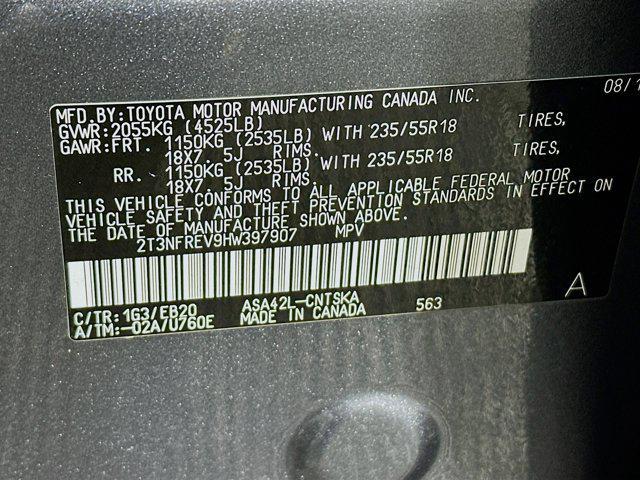 MFD.BY:TOYOTA MOTOR MANUFACTURING CANADA INC. 08/1
GVWR:2055KG (4525LB)
GAWR:FRT. 1150KG (2535LB) WITH 235/55R18 TIRES,
18X7. 5J RIMS.
RR. 1150KG (2535LB) WITH 235/55R18 TIRES,
18X7. 5J RIMS.
THIS VEHICLE CONFORMS TO ALL APPLICABLE FEDERAL MOTOR
VEHICLE SAFETY AND THEFT PREVENTION STANDARDS IN EFFECT ON
THE DATE OF MANUFACTURE SHOWN ABOVE.
2T3NFREV9HW397907 MPV
C/TR:1G3/EB20 ASA42L-CNTSKA 563 A
A/TM:-02A/U760E MADE IN CANADA